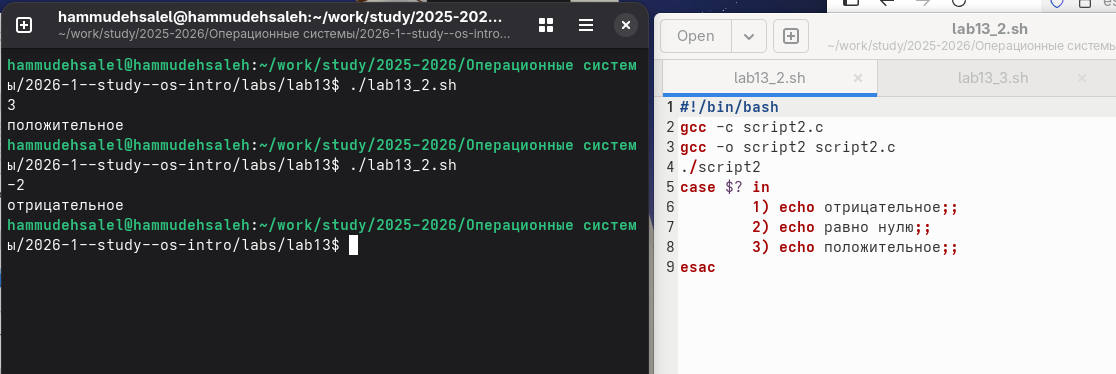 hammudehsalel@hammudehsaleh:~/work/study/2025-202...
~/work/study/2025-2026/Операционные системы/2026-1--study--os-intro...
hammudehsalel@hammudehsaleh:~/work/study/2025-2026/Операционные систем
ы/2026-1--study--os-intro/labs/lab13$ ./lab13_2.sh
3
положительное
hammudehsalel@hammudehsaleh:~/work/study/2025-2026/Операционные систем
ы/2026-1--study--os-intro/labs/lab13$ ./lab13_2.sh
-2
отрицательное
hammudehsalel@hammudehsaleh:~/work/study/2025-2026/Операционные систем
ы/2026-1--study--os-intro/labs/lab13$
Open
lab13_2.sh
~/work/study/2025-2026/Операционные системы
lab13_2.sh
lab13_3.sh
1 #!/bin/bash
2 gcc -c script2.c
3 gcc -o script2 script2.c
4 ./script2
5 case $? in
6 1) echo отрицательное;;
7 2) echo равно нулю;;
8 3) echo положительное;;
9 esac